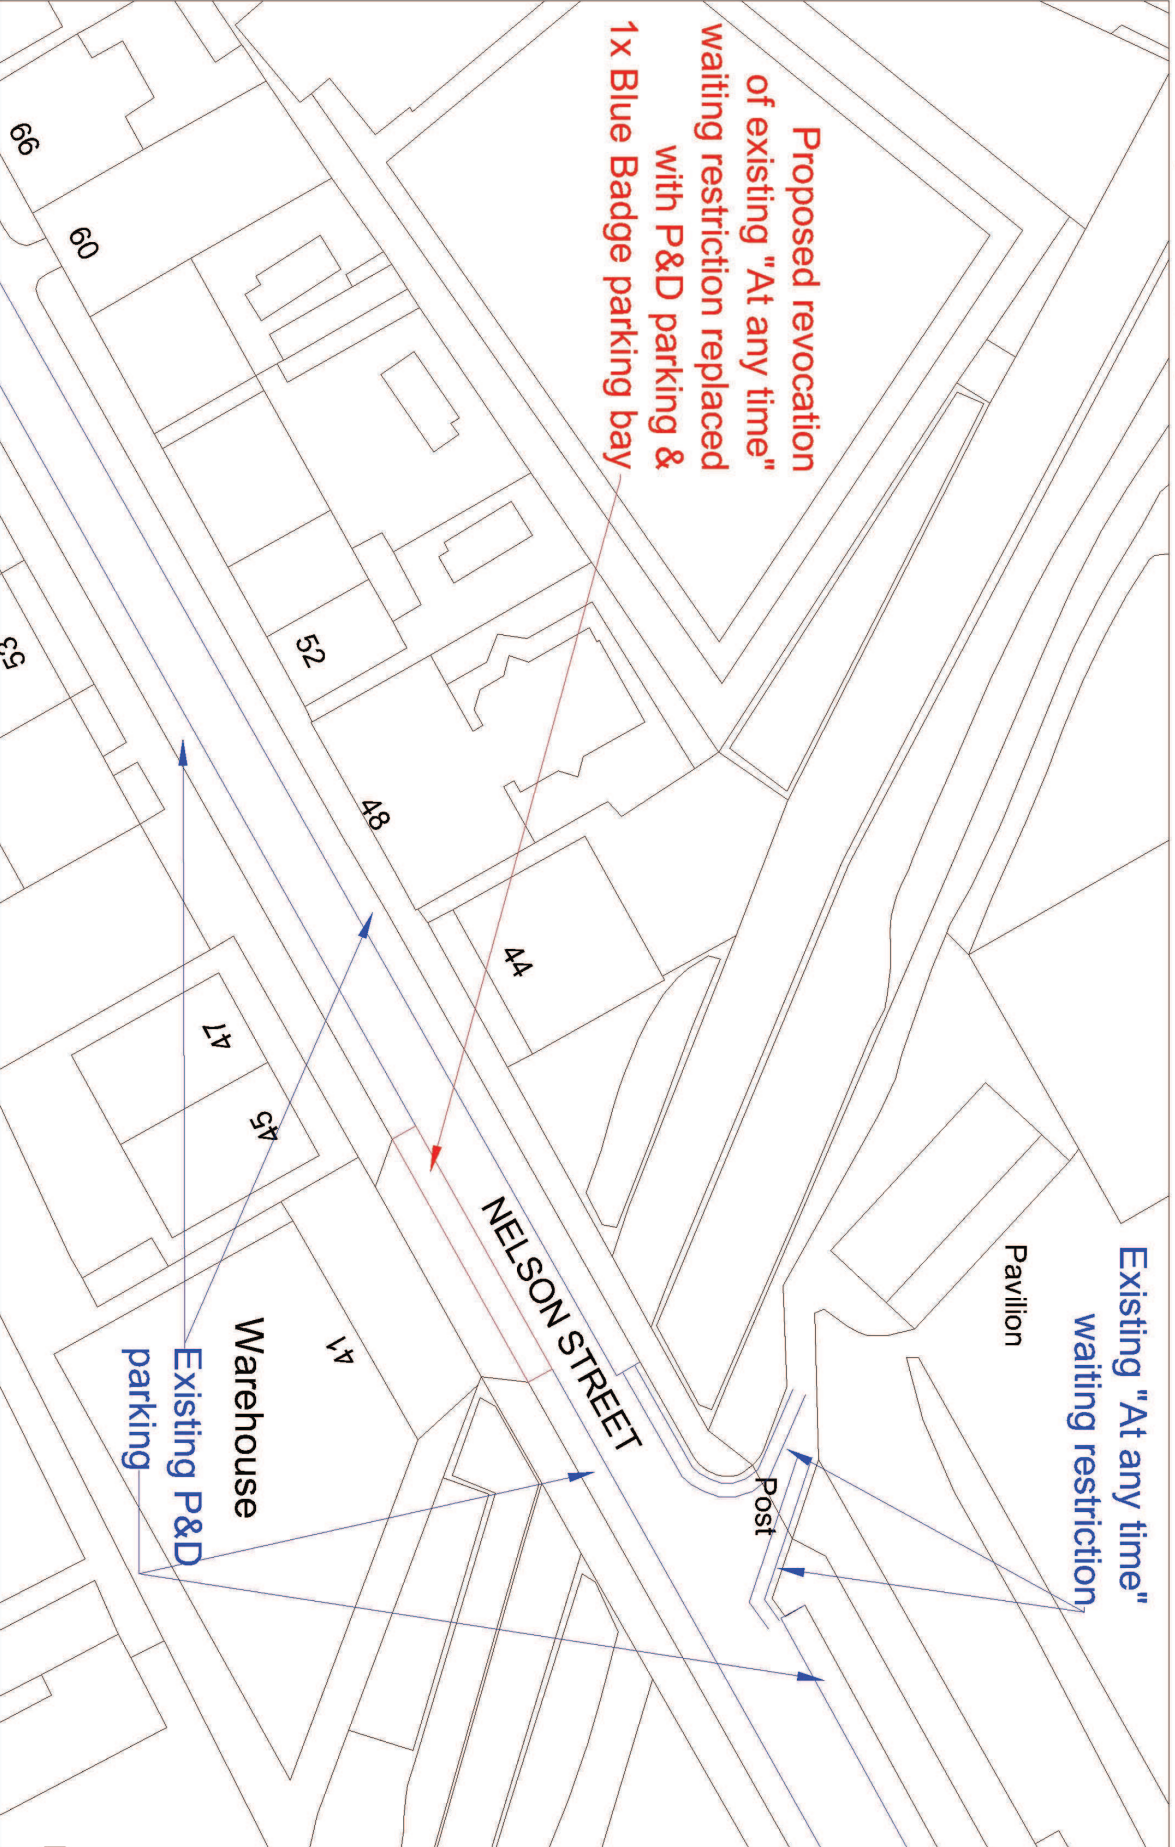 Proposed revocation
of existing "At any time"
waiting restriction replaced
with P&D parking &
1x Blue Badge parking bay
Existing "At any time"
waiting restriction
Pavilion
Post
NELSON STREET
66
60
52
48
44
53
47
45
41
Warehouse
Existing P&D
parking